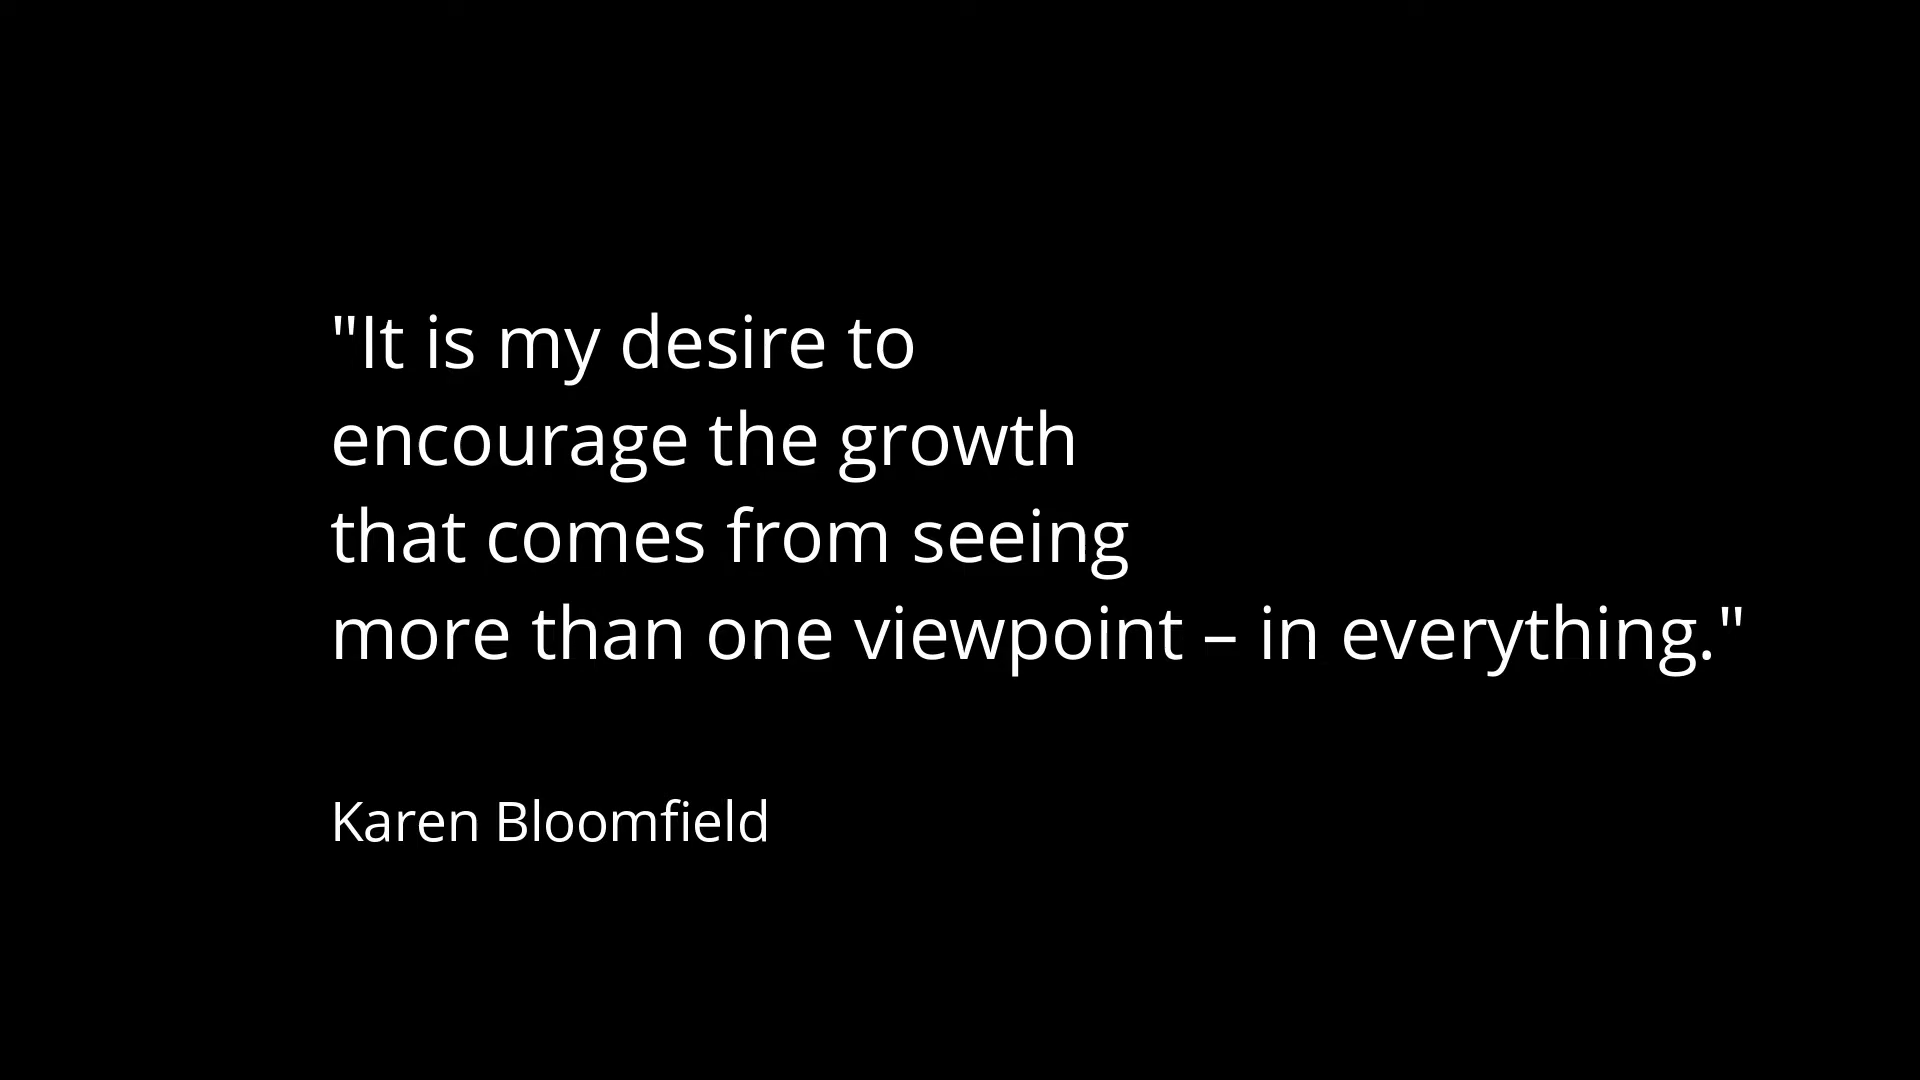 "It is my desire to
encourage the growth
that comes from seeing
more than one viewpoint – in everything."
Karen Bloomfield